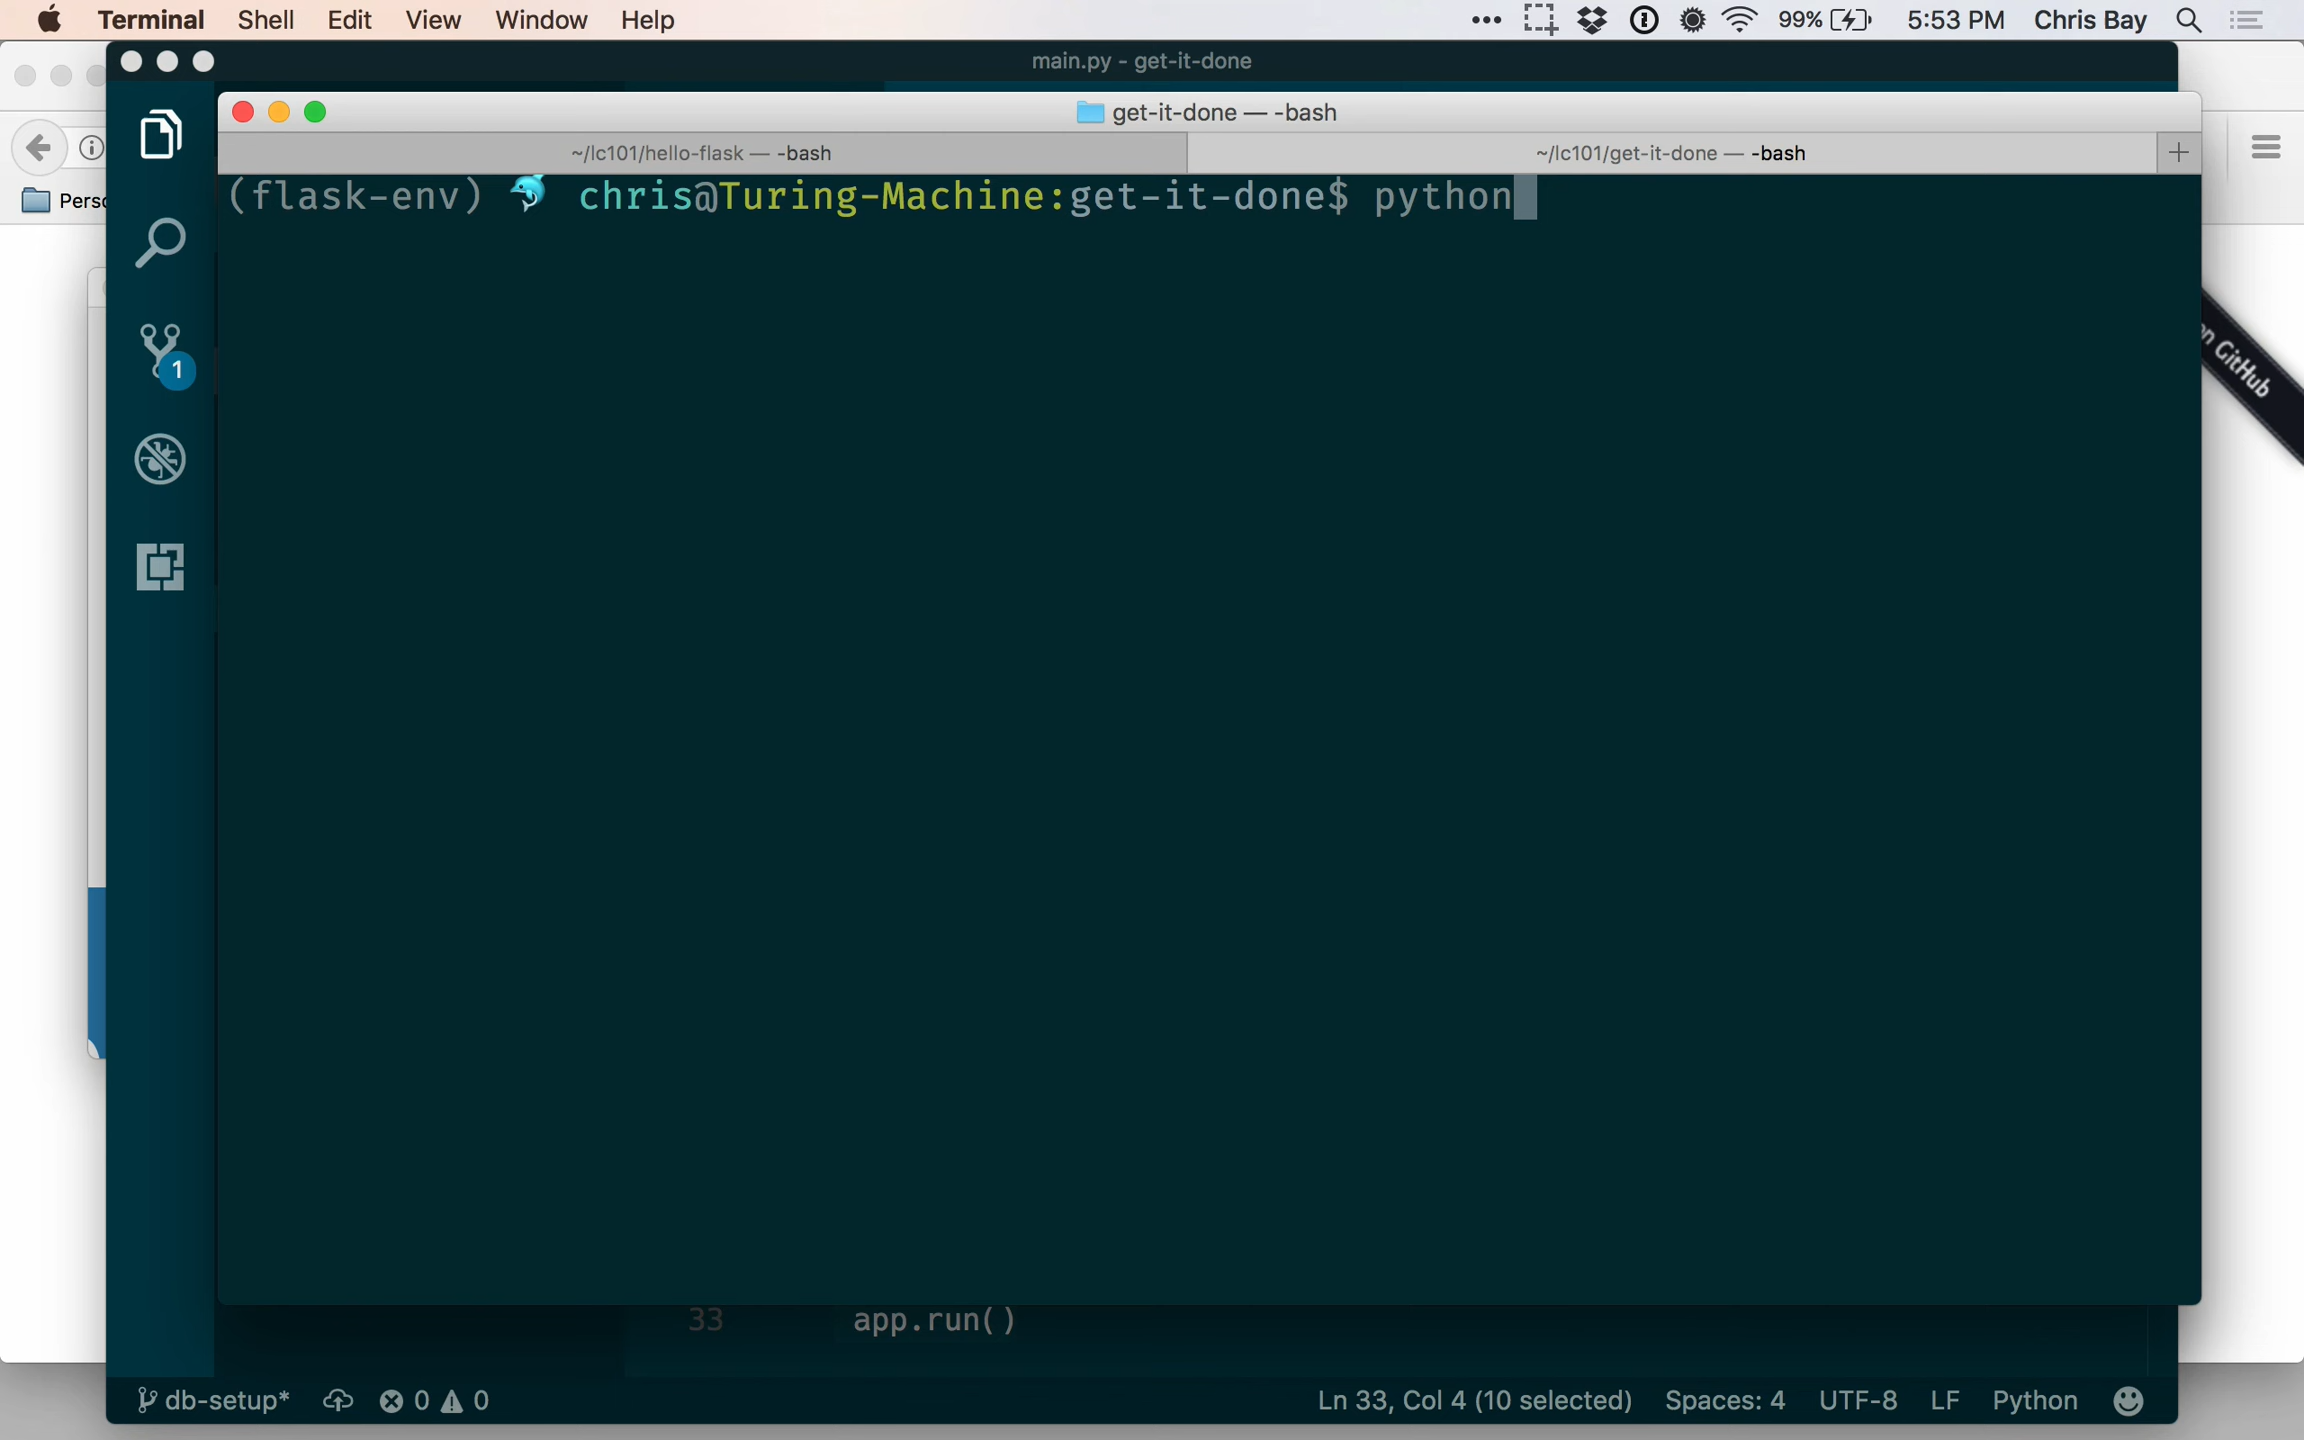 Terminal Shell Edit View Window Help 99% 5:53 PM Chris Bay
main.py - get-it-done
get-it-done — -bash
~/lc101/hello-flask — -bash ~/lc101/get-it-done — -bash
(flask-env) 🐬 chris@Turing-Machine:get-it-done$ python
Perso
1
on GitHub
33 app.run()
db-setup* 0 0 Ln 33, Col 4 (10 selected) Spaces: 4 UTF-8 LF Python